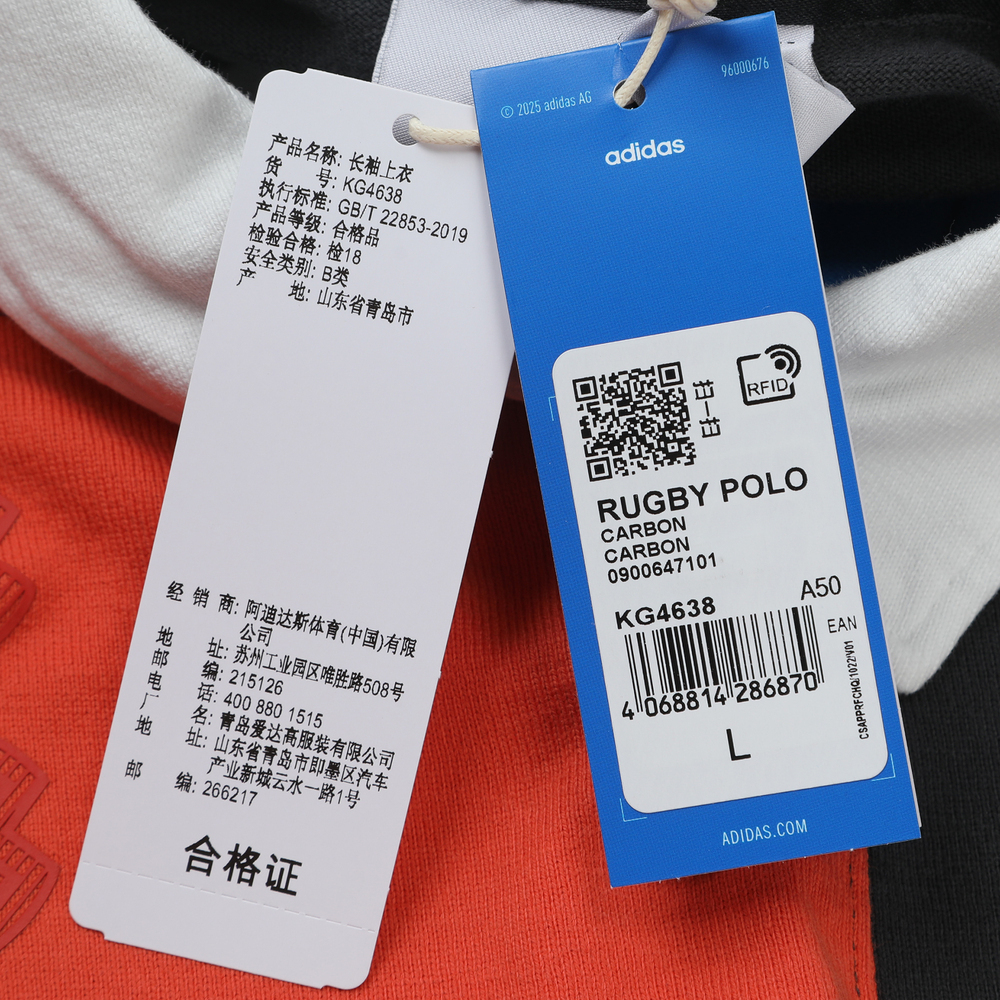 产品名称: 长袖上衣
货 号: KG4638
执行标准: GB/T 22853-2019
产品等级: 合格品
检验合格: 检18
安全类别: B类
产 地: 山东省青岛市
经 销 商: 阿迪达斯体育(中国)有限
公司
地 址: 苏州工业园区唯胜路508号
邮 编: 215126
电 话: 400 880 1515
厂 名: 青岛爱达高服装有限公司
地 址: 山东省青岛市即墨区汽车
产业新城云水一路1号
邮 编: 266217
合格证
© 2025 adidas AG
96000676
adidas
RFID
RUGBY POLO
CARBON
CARBON
0900647101
KG4638
A50
EAN
4 068814 286870
CSAPPRFCHQ/1022/V01
L
ADIDAS.COM